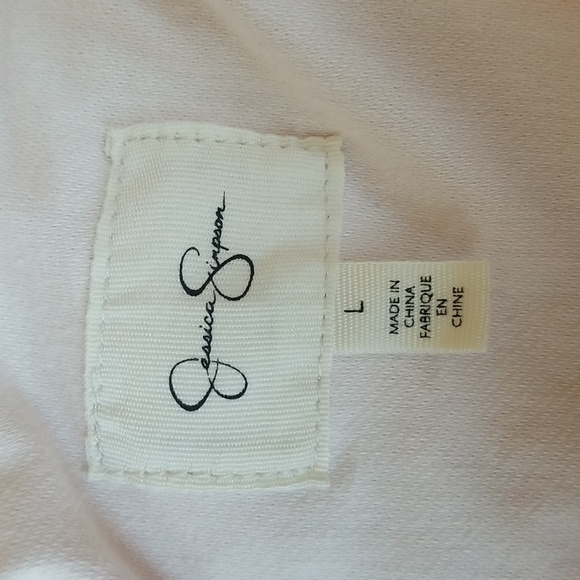 Jessica Simpson
L
MADE IN
CHINA
FABRIQUE
EN
CHINE